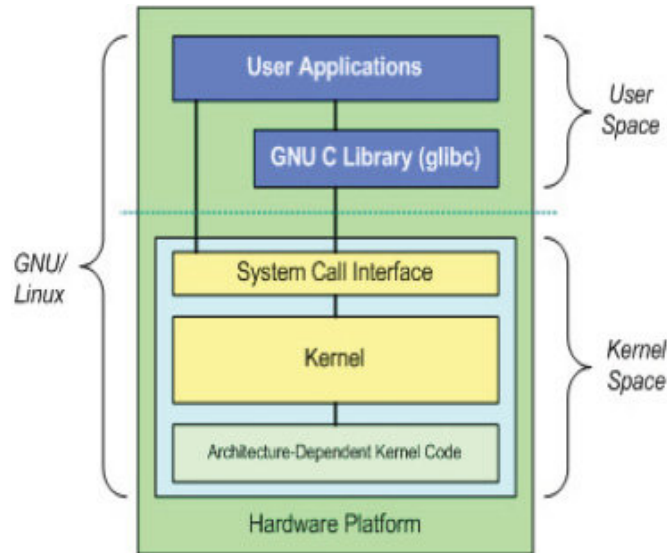 User Applications
GNU C Library (glibc)
User
Space
GNU/
Linux
System Call Interface
Kernel
Architecture-Dependent Kernel Code
Kernel
Space
Hardware Platform